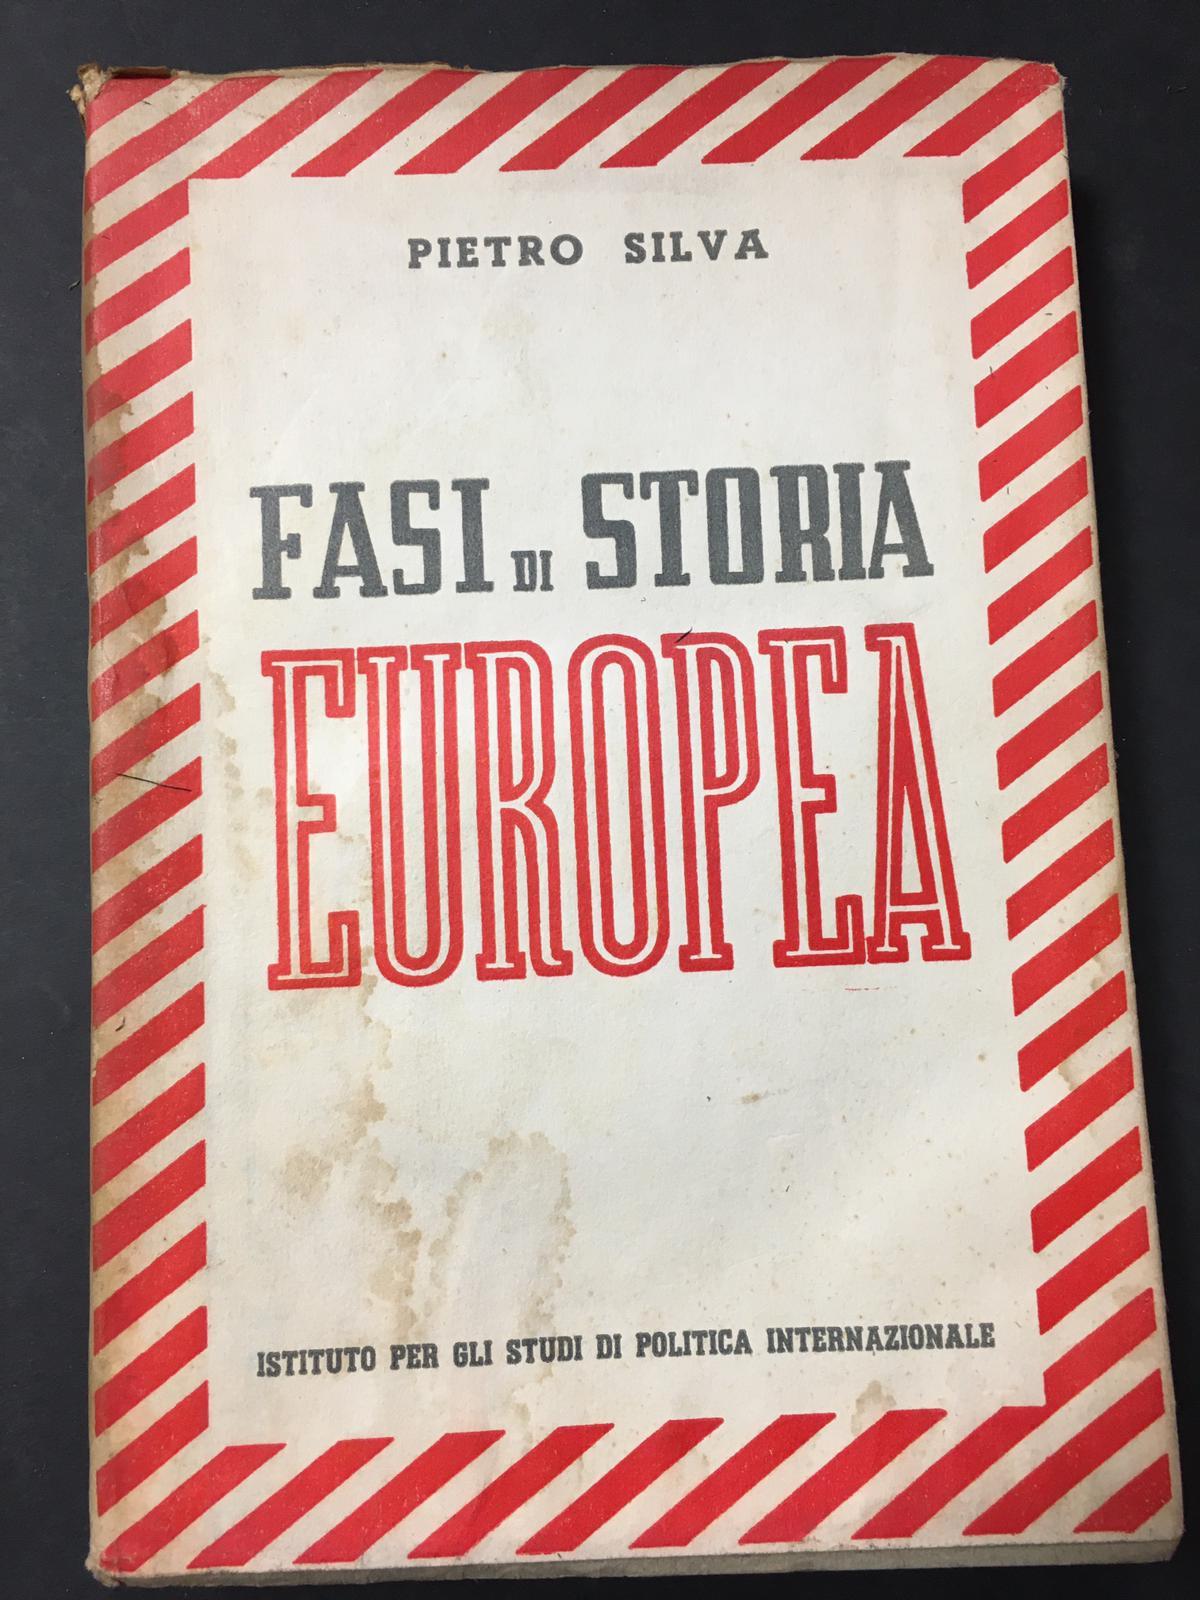 PIETRO SILVA
FASI DI STORIA
EUROPEA
ISTITUTO PER GLI STUDI DI POLITICA INTERNAZIONALE